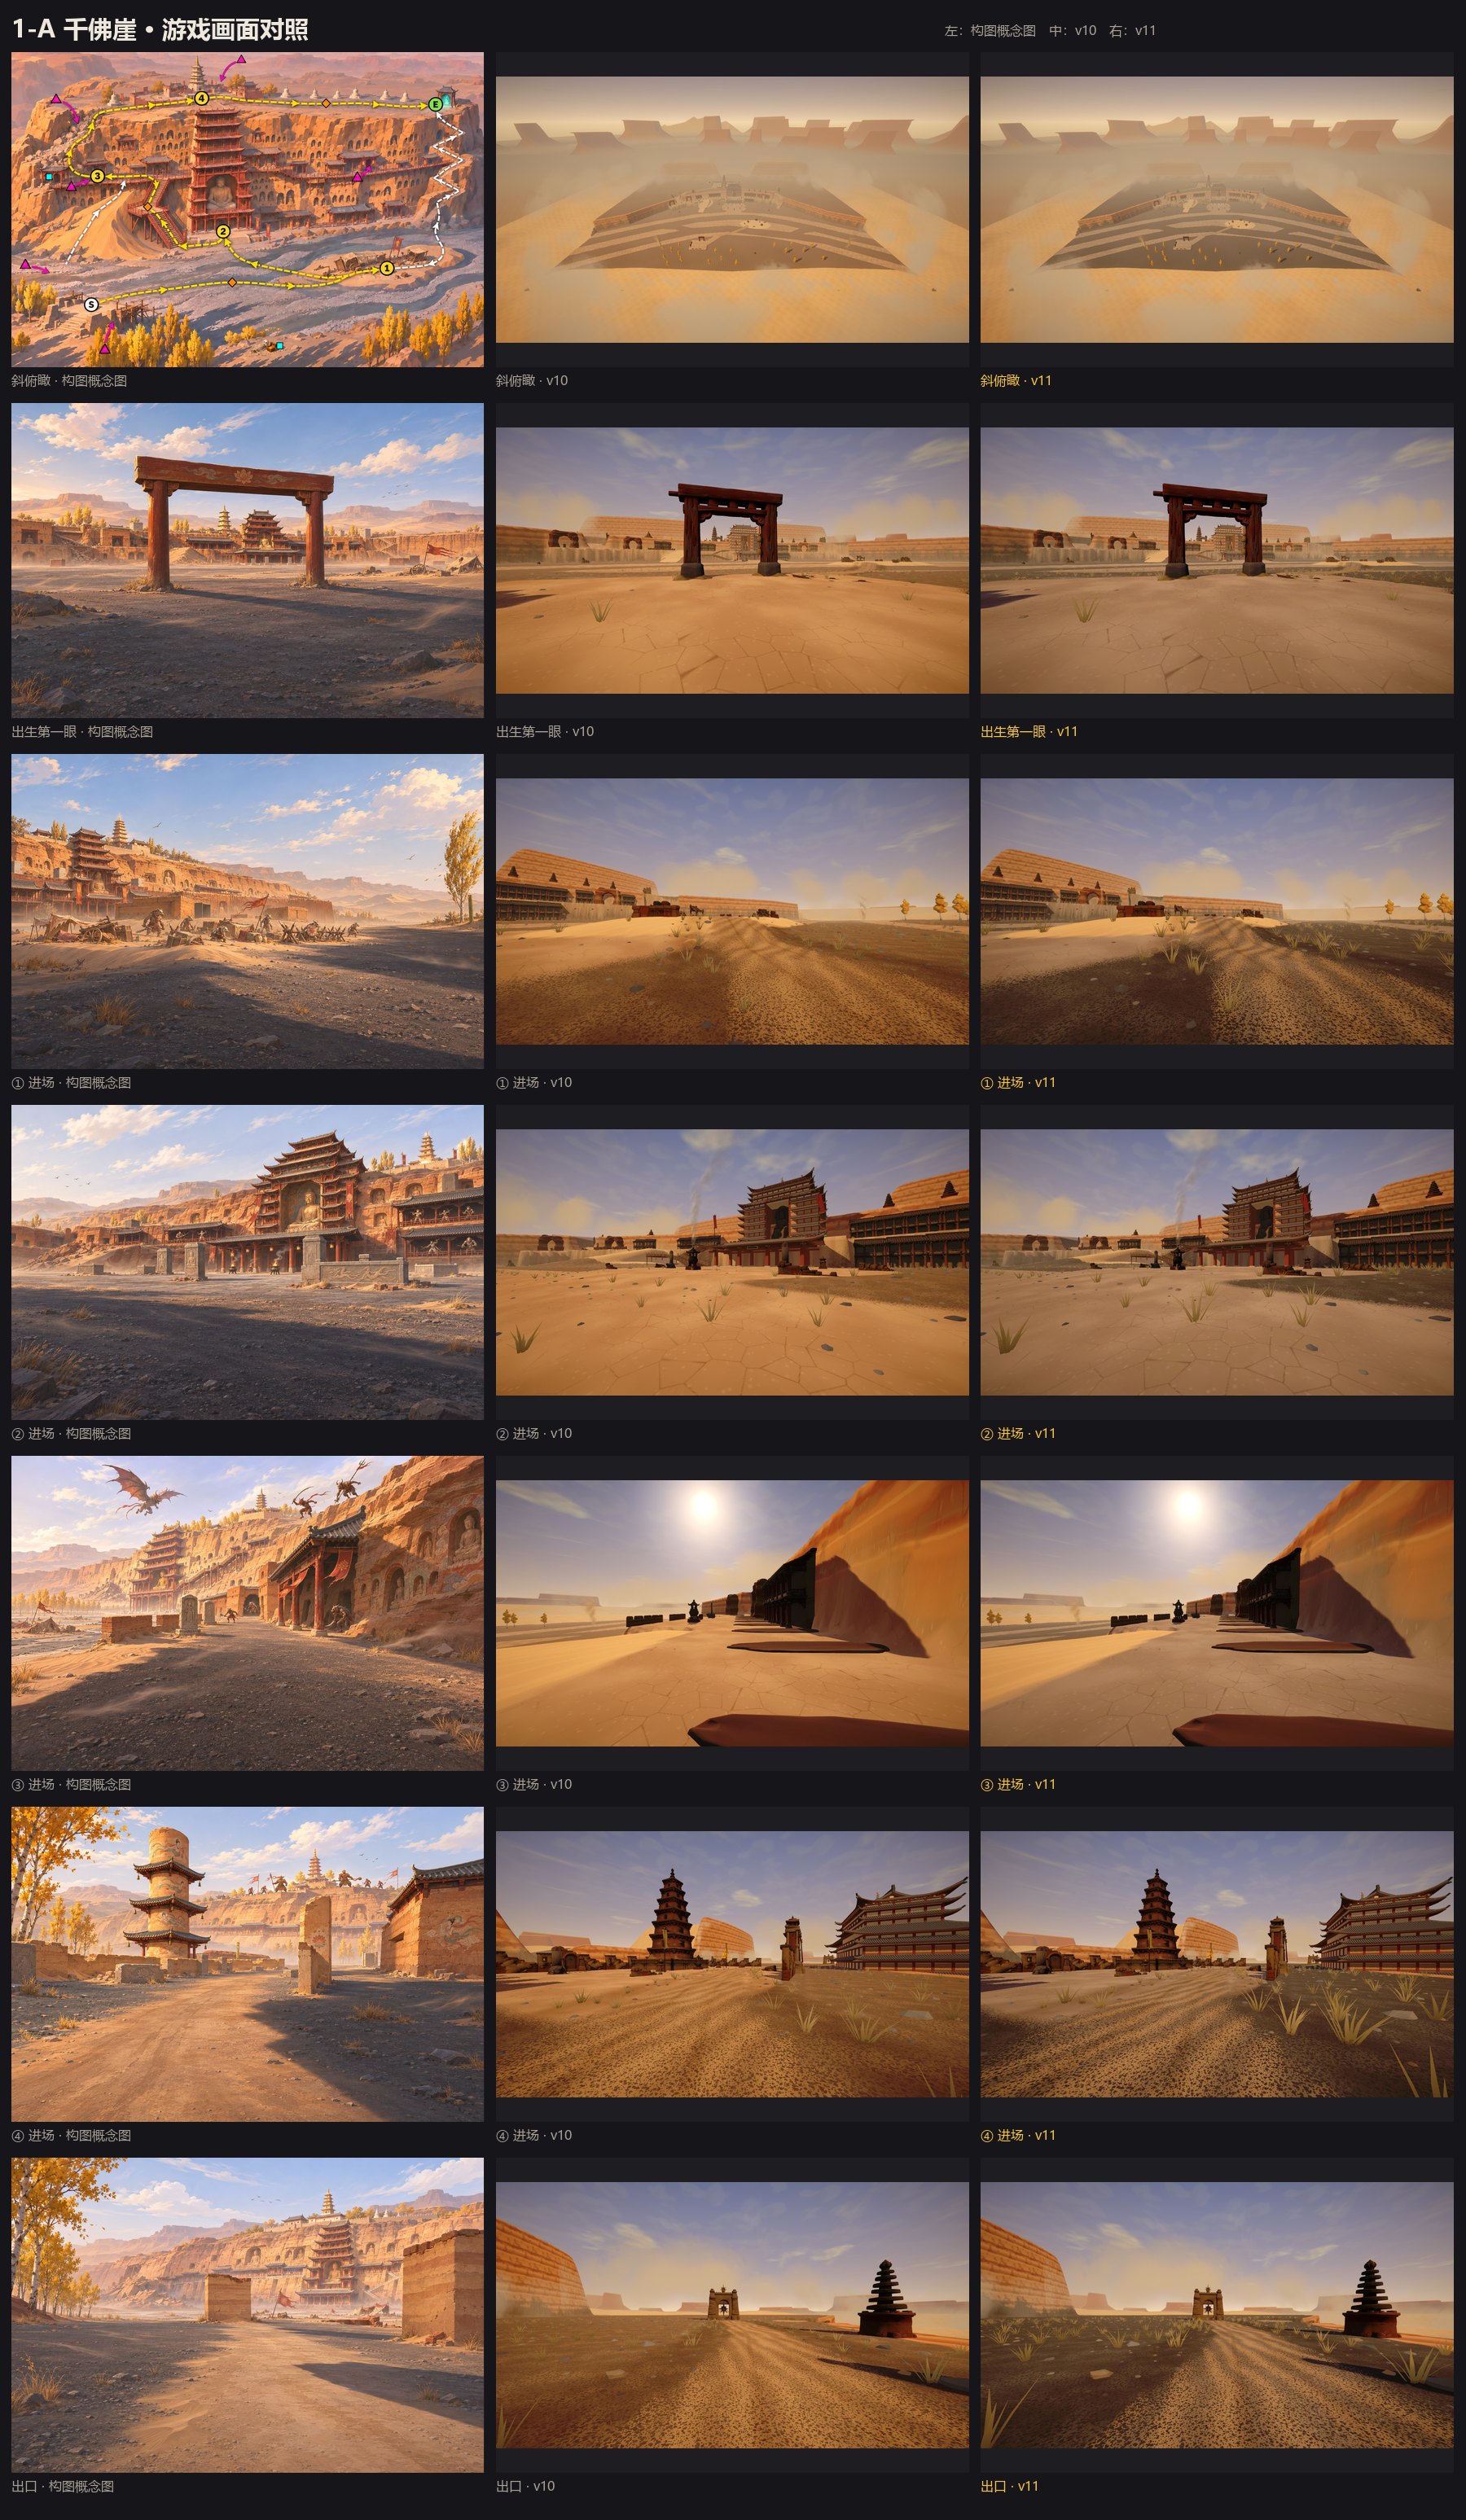 1-A 千佛崖 • 游戏画面对照
左：构图概念图 中：v10 右：v11
4
E
3
2
1
S
斜俯瞰 · 构图概念图
斜俯瞰 · v10
斜俯瞰 · v11
出生第一眼 · 构图概念图
出生第一眼 · v10
出生第一眼 · v11
① 进场 · 构图概念图
① 进场 · v10
① 进场 · v11
② 进场 · 构图概念图
② 进场 · v10
② 进场 · v11
③ 进场 · 构图概念图
③ 进场 · v10
③ 进场 · v11
④ 进场 · 构图概念图
④ 进场 · v10
④ 进场 · v11
出口 · 构图概念图
出口 · v10
出口 · v11